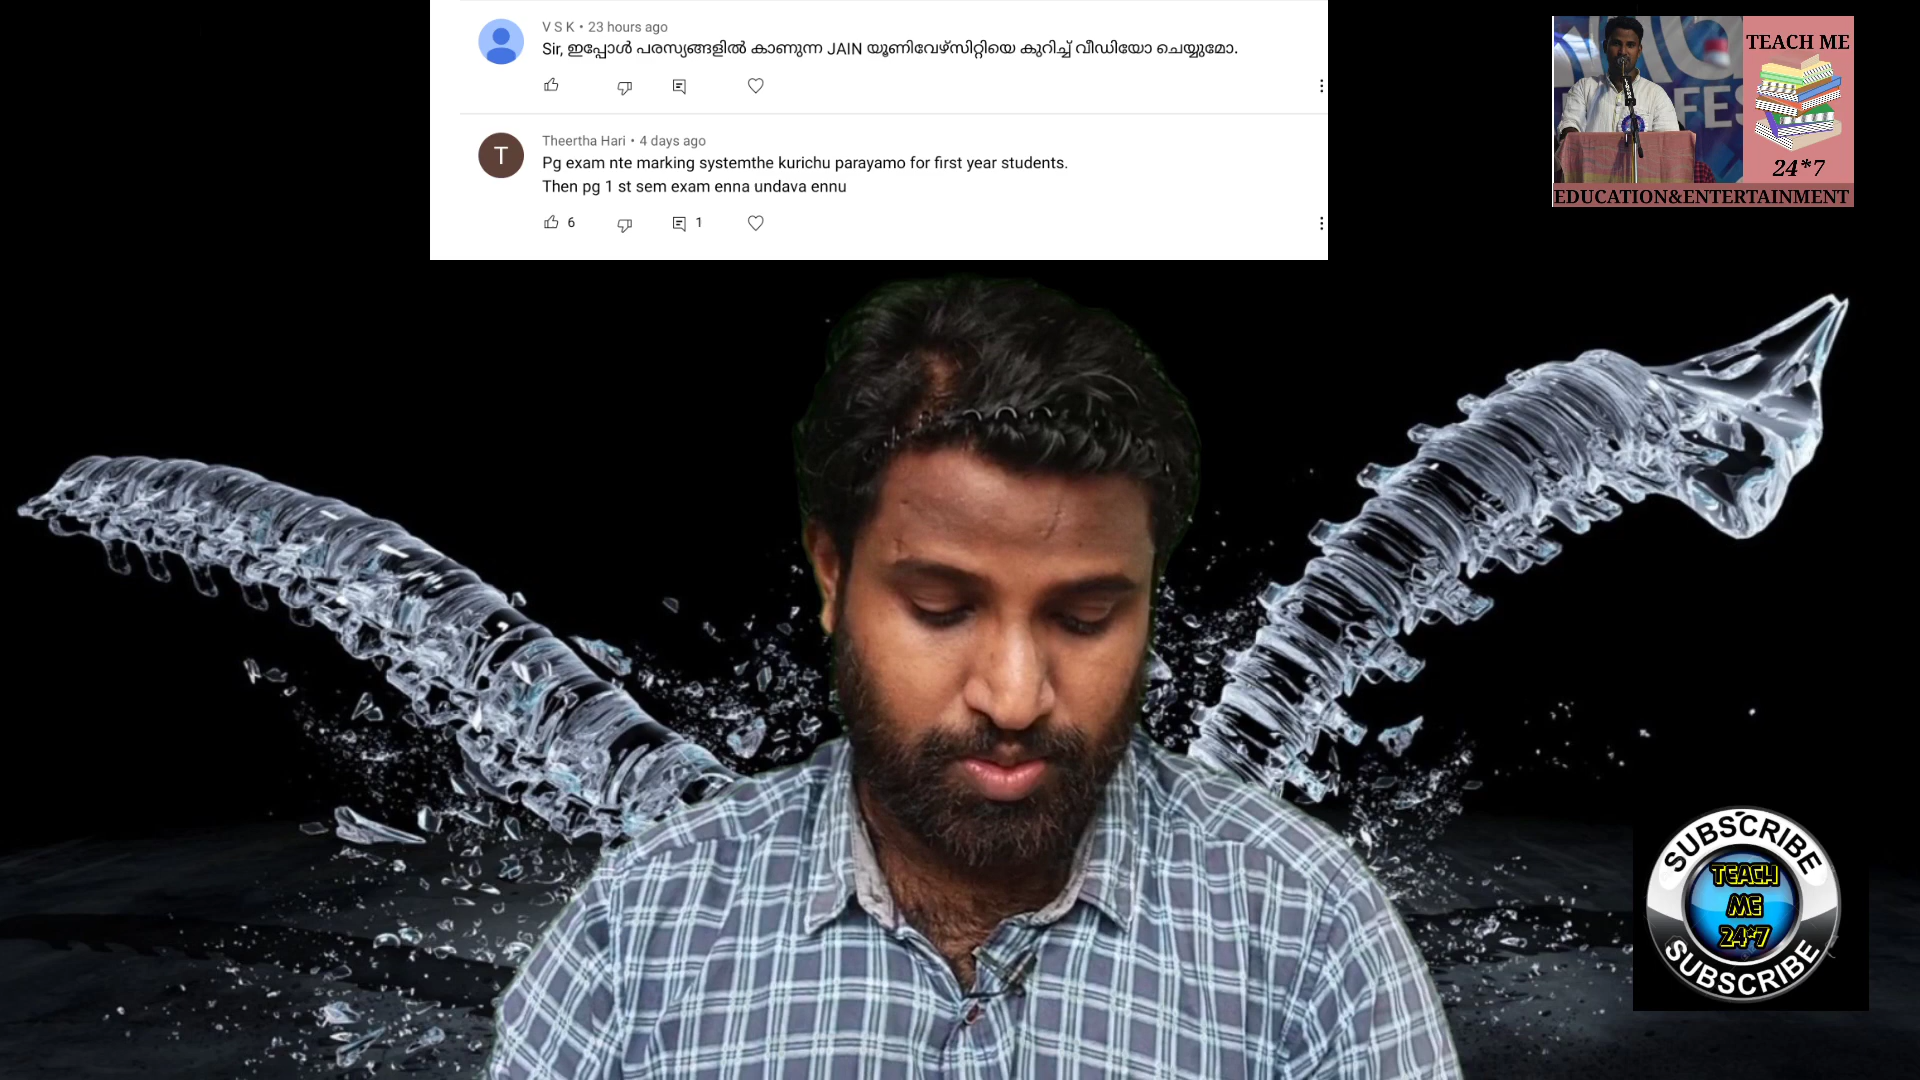 V S K • 23 hours ago
Sir, ഇപ്പോൾ പരസ്യങ്ങളിൽ കാണുന്ന JAIN യൂണിവേഴ്സിറ്റിയെ കുറിച്ച് വീഡിയോ ചെയ്യുമോ.
T
Theertha Hari • 4 days ago
Pg exam nte marking systemthe kurichu parayamo for first year students.
Then pg 1 st sem exam enna undava ennu
6
1
TEACH ME
24*7
EDUCATION&ENTERTAINMENT
SUBSCRIBE
TEACH
ME
24*7
SUBSCRIBE